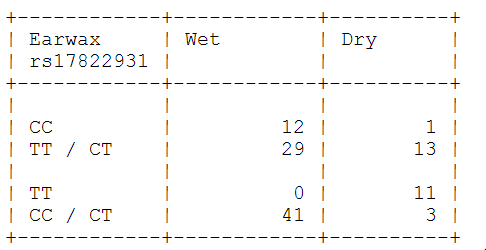 Earwax Wet Dry
rs17822931
CC 12 1
TT / CT 29 13
TT 0 11
CC / CT 41 3